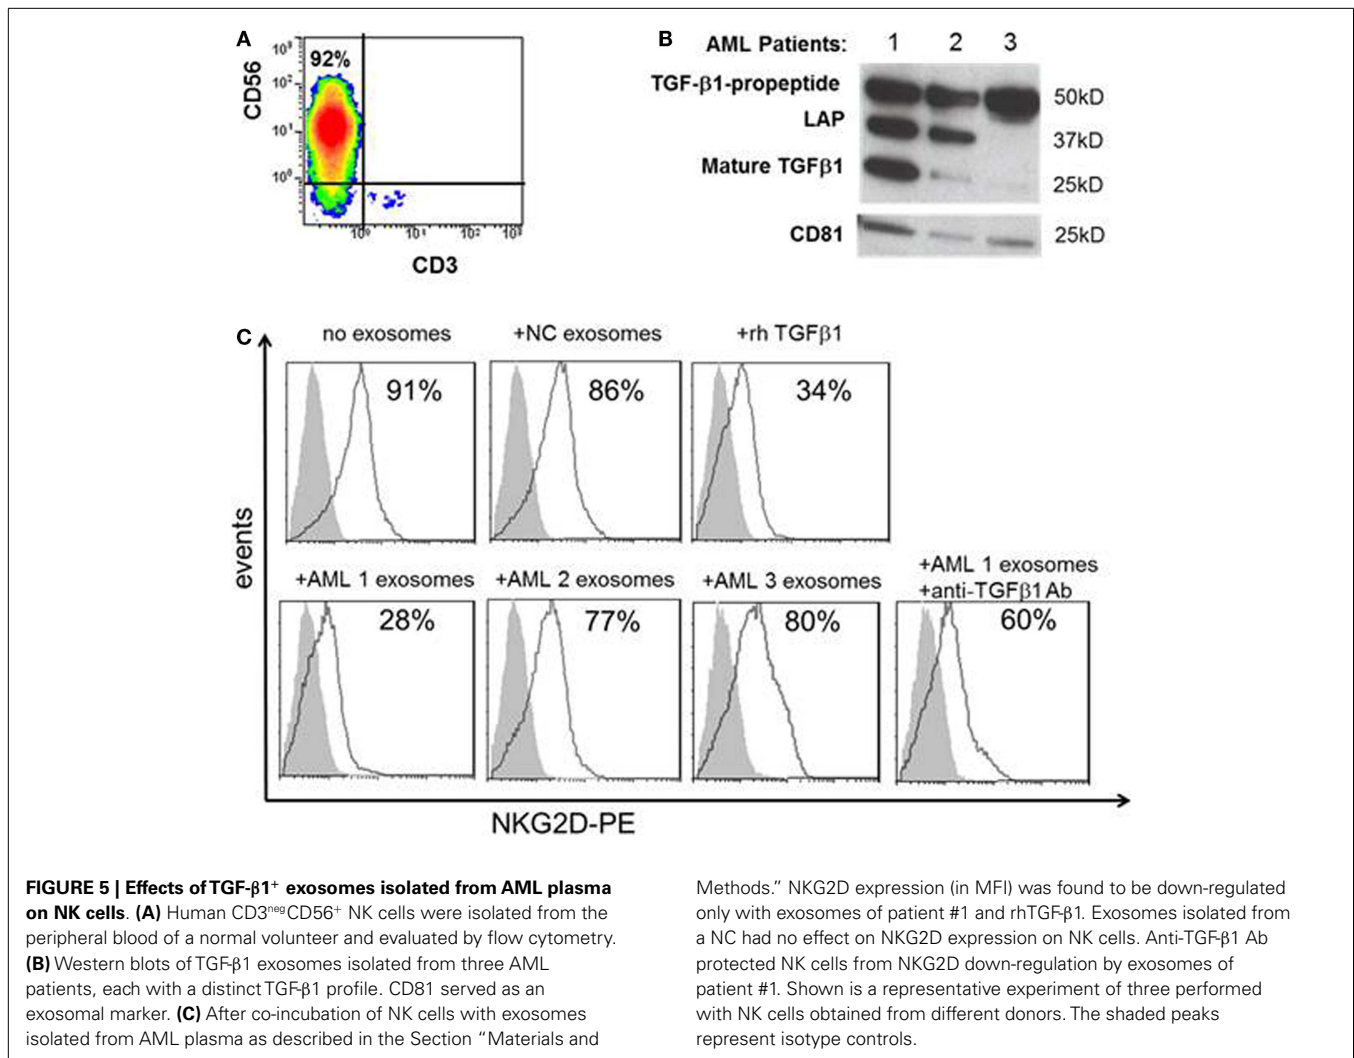 A
CD56
10³
10²
10¹
10⁰
92%
10⁰ 10¹ 10² 10³
CD3
B
AML Patients: 1 2 3
TGF-β1-propeptide
LAP
Mature TGFβ1
CD81
50kD
37kD
25kD
25kD
C
events
no exosomes
91%
+NC exosomes
86%
+rh TGFβ1
34%
+AML 1 exosomes
28%
+AML 2 exosomes
77%
+AML 3 exosomes
80%
+AML 1 exosomes
+anti-TGFβ1 Ab
60%
NKG2D-PE
FIGURE 5 | Effects of TGF-β1⁺ exosomes isolated from AML plasma
on NK cells. (A) Human CD3ⁿᵉᵍCD56⁺ NK cells were isolated from the
peripheral blood of a normal volunteer and evaluated by flow cytometry.
(B) Western blots of TGF-β1 exosomes isolated from three AML
patients, each with a distinct TGF-β1 profile. CD81 served as an
exosomal marker. (C) After co-incubation of NK cells with exosomes
isolated from AML plasma as described in the Section “Materials and
Methods.” NKG2D expression (in MFI) was found to be down-regulated
only with exosomes of patient #1 and rhTGF-β1. Exosomes isolated from
a NC had no effect on NKG2D expression on NK cells. Anti-TGF-β1 Ab
protected NK cells from NKG2D down-regulation by exosomes of
patient #1. Shown is a representative experiment of three performed
with NK cells obtained from different donors. The shaded peaks
represent isotype controls.